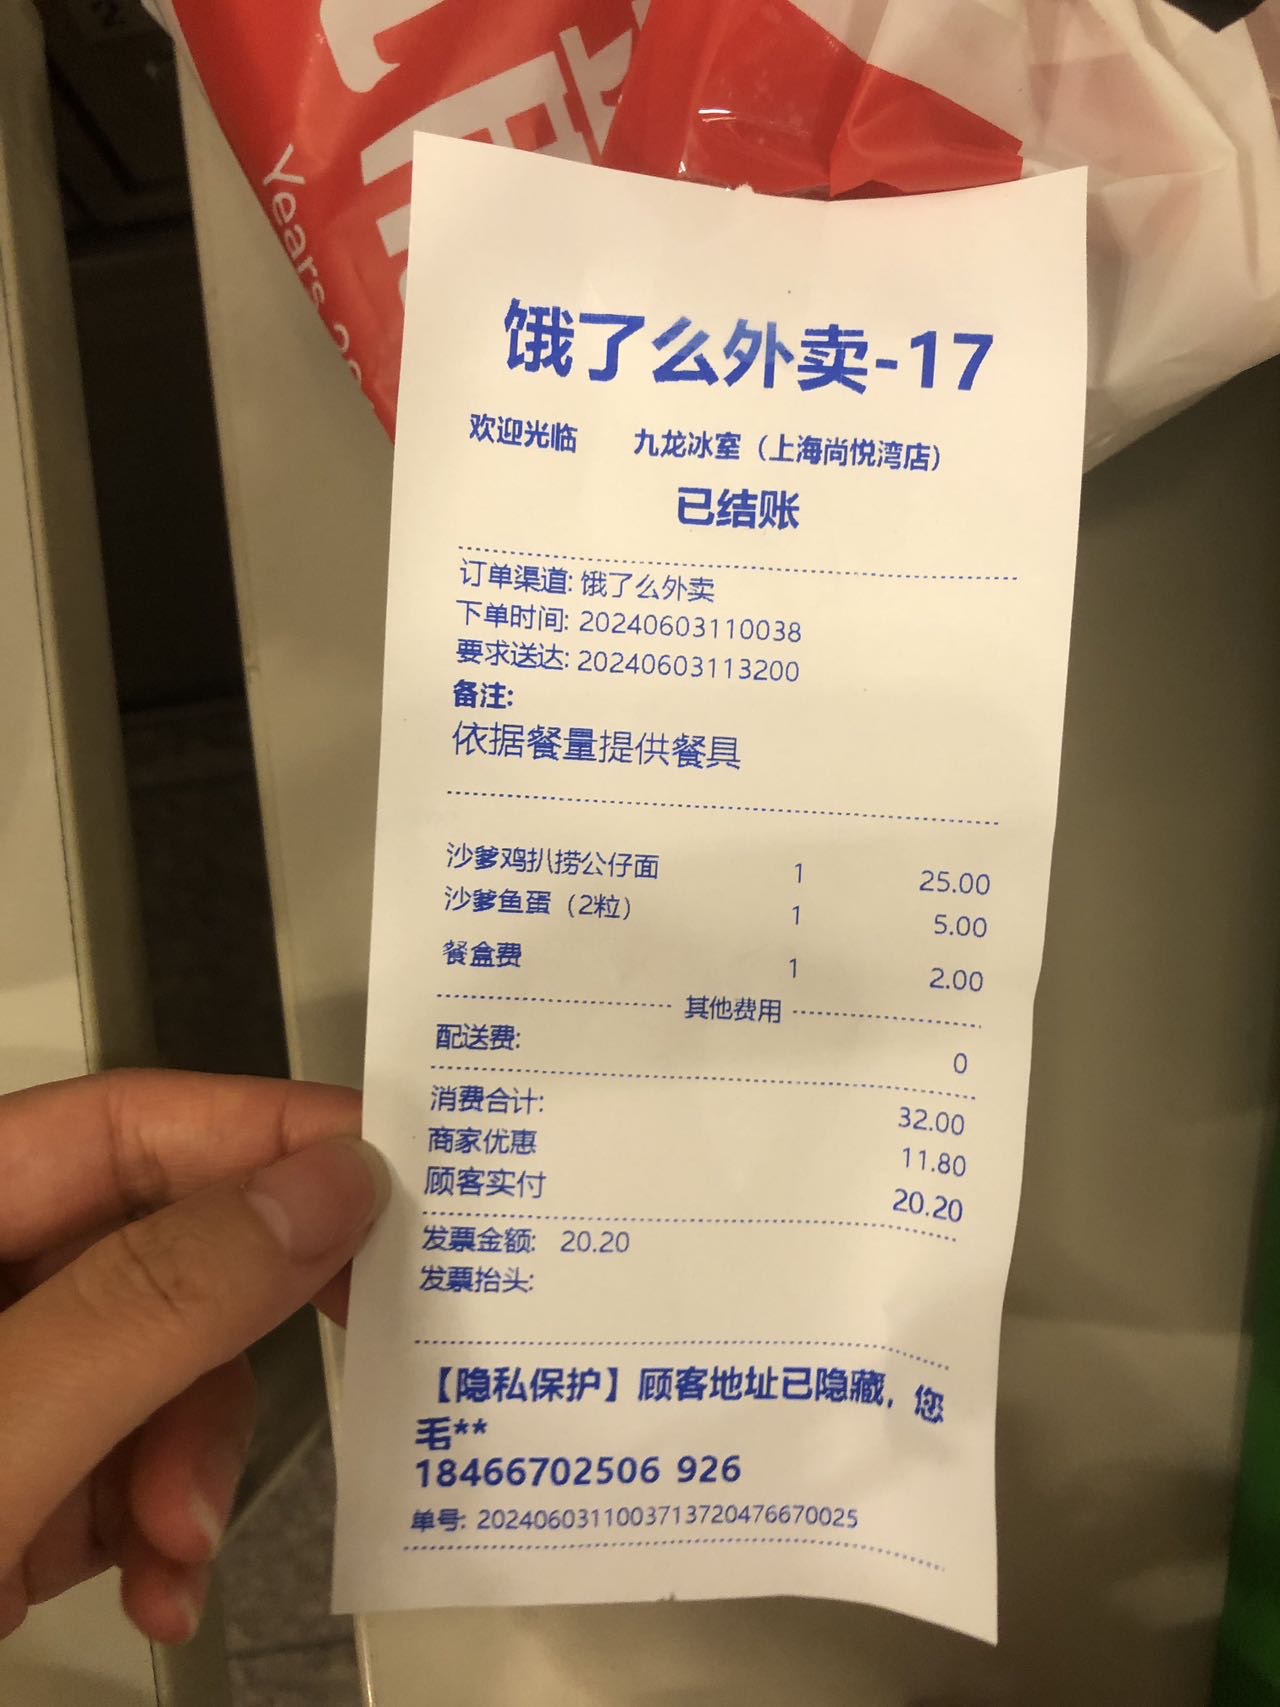 Years
饿了么外卖-17
欢迎光临 九龙冰室（上海尚悦湾店）
已结账
订单渠道: 饿了么外卖
下单时间: 20240603110038
要求送达: 20240603113200
备注:
依据餐量提供餐具
沙爹鸡扒捞公仔面 1 25.00
沙爹鱼蛋（2粒） 1 5.00
餐盒费 1 2.00
其他费用
配送费: 0
消费合计: 32.00
商家优惠 11.80
顾客实付 20.20
发票金额: 20.20
发票抬头:
【隐私保护】顾客地址已隐藏，您
毛**
18466702506 926
单号: 2024060311003713720476670025